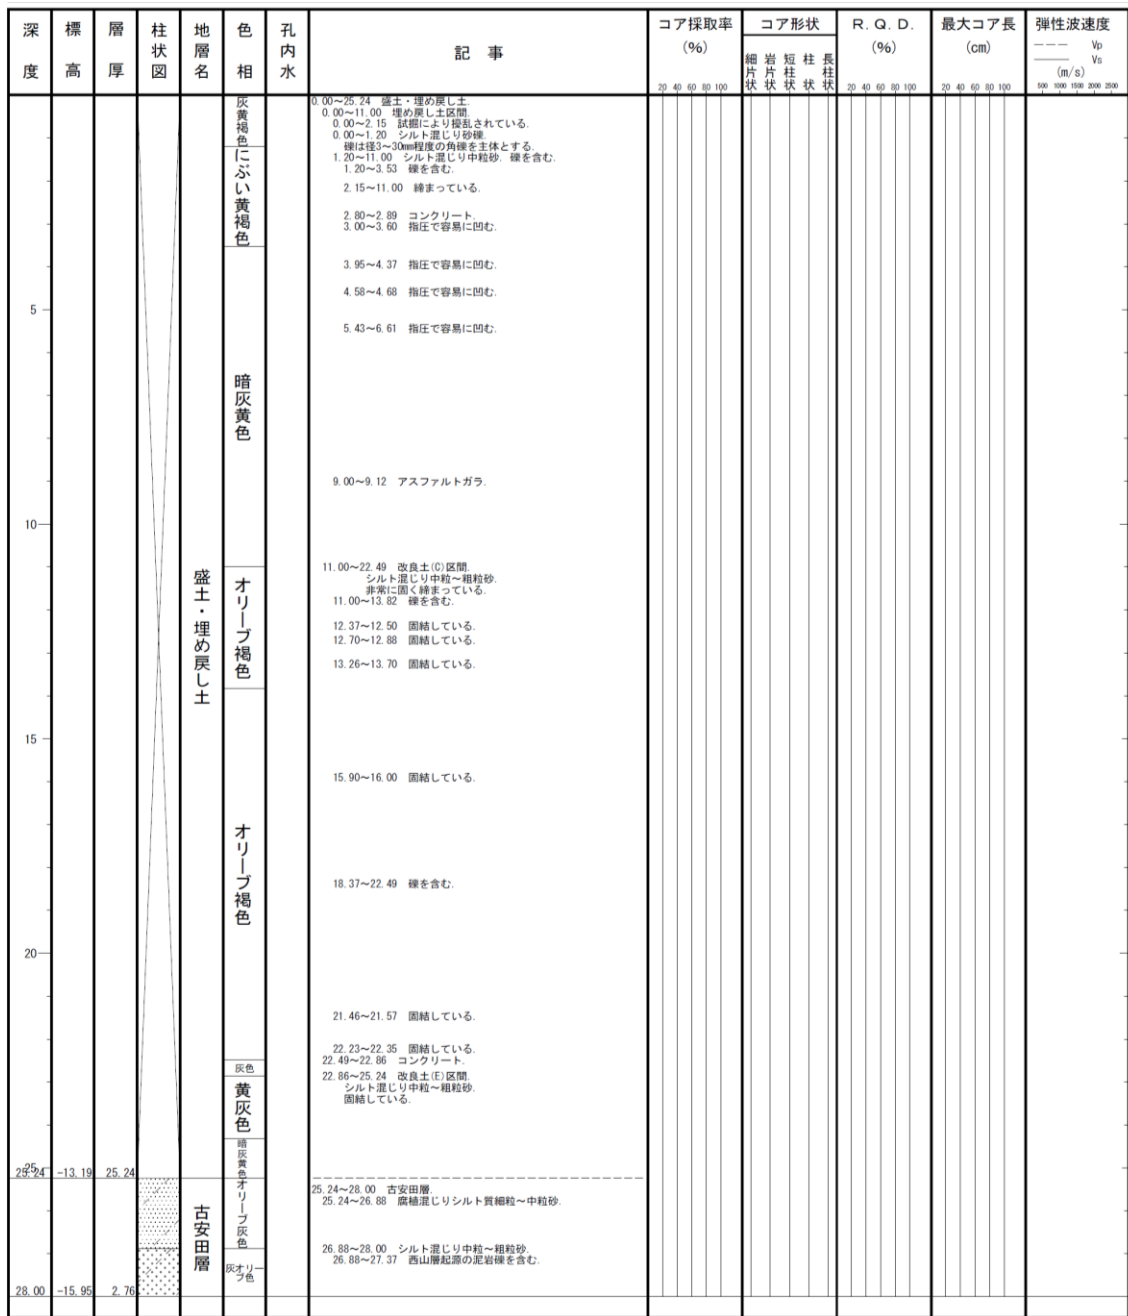 深度
標高
層厚
柱状図
地層名
色相
孔内水
記 事
コア採取率
(%)
20 40 60 80 100
コア形状
細片状
岩片状
短柱状
柱状
長柱状
R. Q. D.
(%)
20 40 60 80 100
最大コア長
(cm)
20 40 60 80 100
弾性波速度
Vp
Vs
(m/s)
500 1000 1500 2000 2500
灰黄褐色
0.00～25.24 盛土・埋め戻し土.
0.00～11.00 埋め戻し土区間.
0.00～2.15 試掘により擾乱されている.
0.00～1.20 シルト混じり砂礫.
礫は径3～30mm程度の角礫を主体とする.
にぶい黄褐色
1.20～11.00 シルト混じり中粒砂. 礫を含む.
1.20～3.53 礫を含む.
2.15～11.00 締まっている.
2.80～2.89 コンクリート.
3.00～3.60 指圧で容易に凹む.
3.95～4.37 指圧で容易に凹む.
4.58～4.68 指圧で容易に凹む.
5
5.43～6.61 指圧で容易に凹む.
暗灰黄色
9.00～9.12 アスファルトガラ.
10
盛土・埋め戻し土
オリーブ褐色
11.00～22.49 改良土(C)区間.
シルト混じり中粒～粗粒砂.
非常に固く締まっている.
11.00～13.82 礫を含む.
12.37～12.50 固結している.
12.70～12.88 固結している.
13.26～13.70 固結している.
15
15.90～16.00 固結している.
オリーブ褐色
18.37～22.49 礫を含む.
20
21.46～21.57 固結している.
22.23～22.35 固結している.
灰色
22.49～22.86 コンクリート.
黄灰色
22.86～25.24 改良土(E)区間.
シルト混じり中粒～粗粒砂.
固結している.
暗灰黄色
25
25.24 -13.19 25.24
古安田層
オリーブ灰色
25.24～28.00 古安田層.
25.24～26.88 腐植混じりシルト質細粒～中粒砂.
灰オリーブ色
26.88～28.00 シルト混じり中粒～粗粒砂.
26.88～27.37 西山層起源の泥岩礫を含む.
28.00 -15.95 2.76